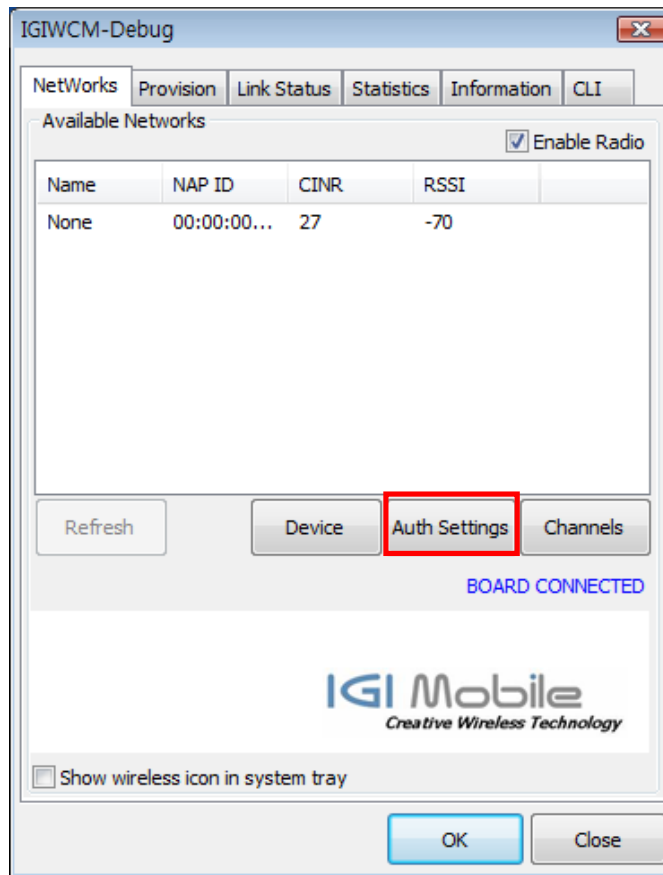 IGIWCM-Debug
NetWorks Provision Link Status Statistics Information CLI
Available Networks
Enable Radio
Name NAP ID CINR RSSI
None 00:00:00... 27 -70
Refresh Device Auth Settings Channels
BOARD CONNECTED
IGI Mobile
Creative Wireless Technology
Show wireless icon in system tray
OK Close